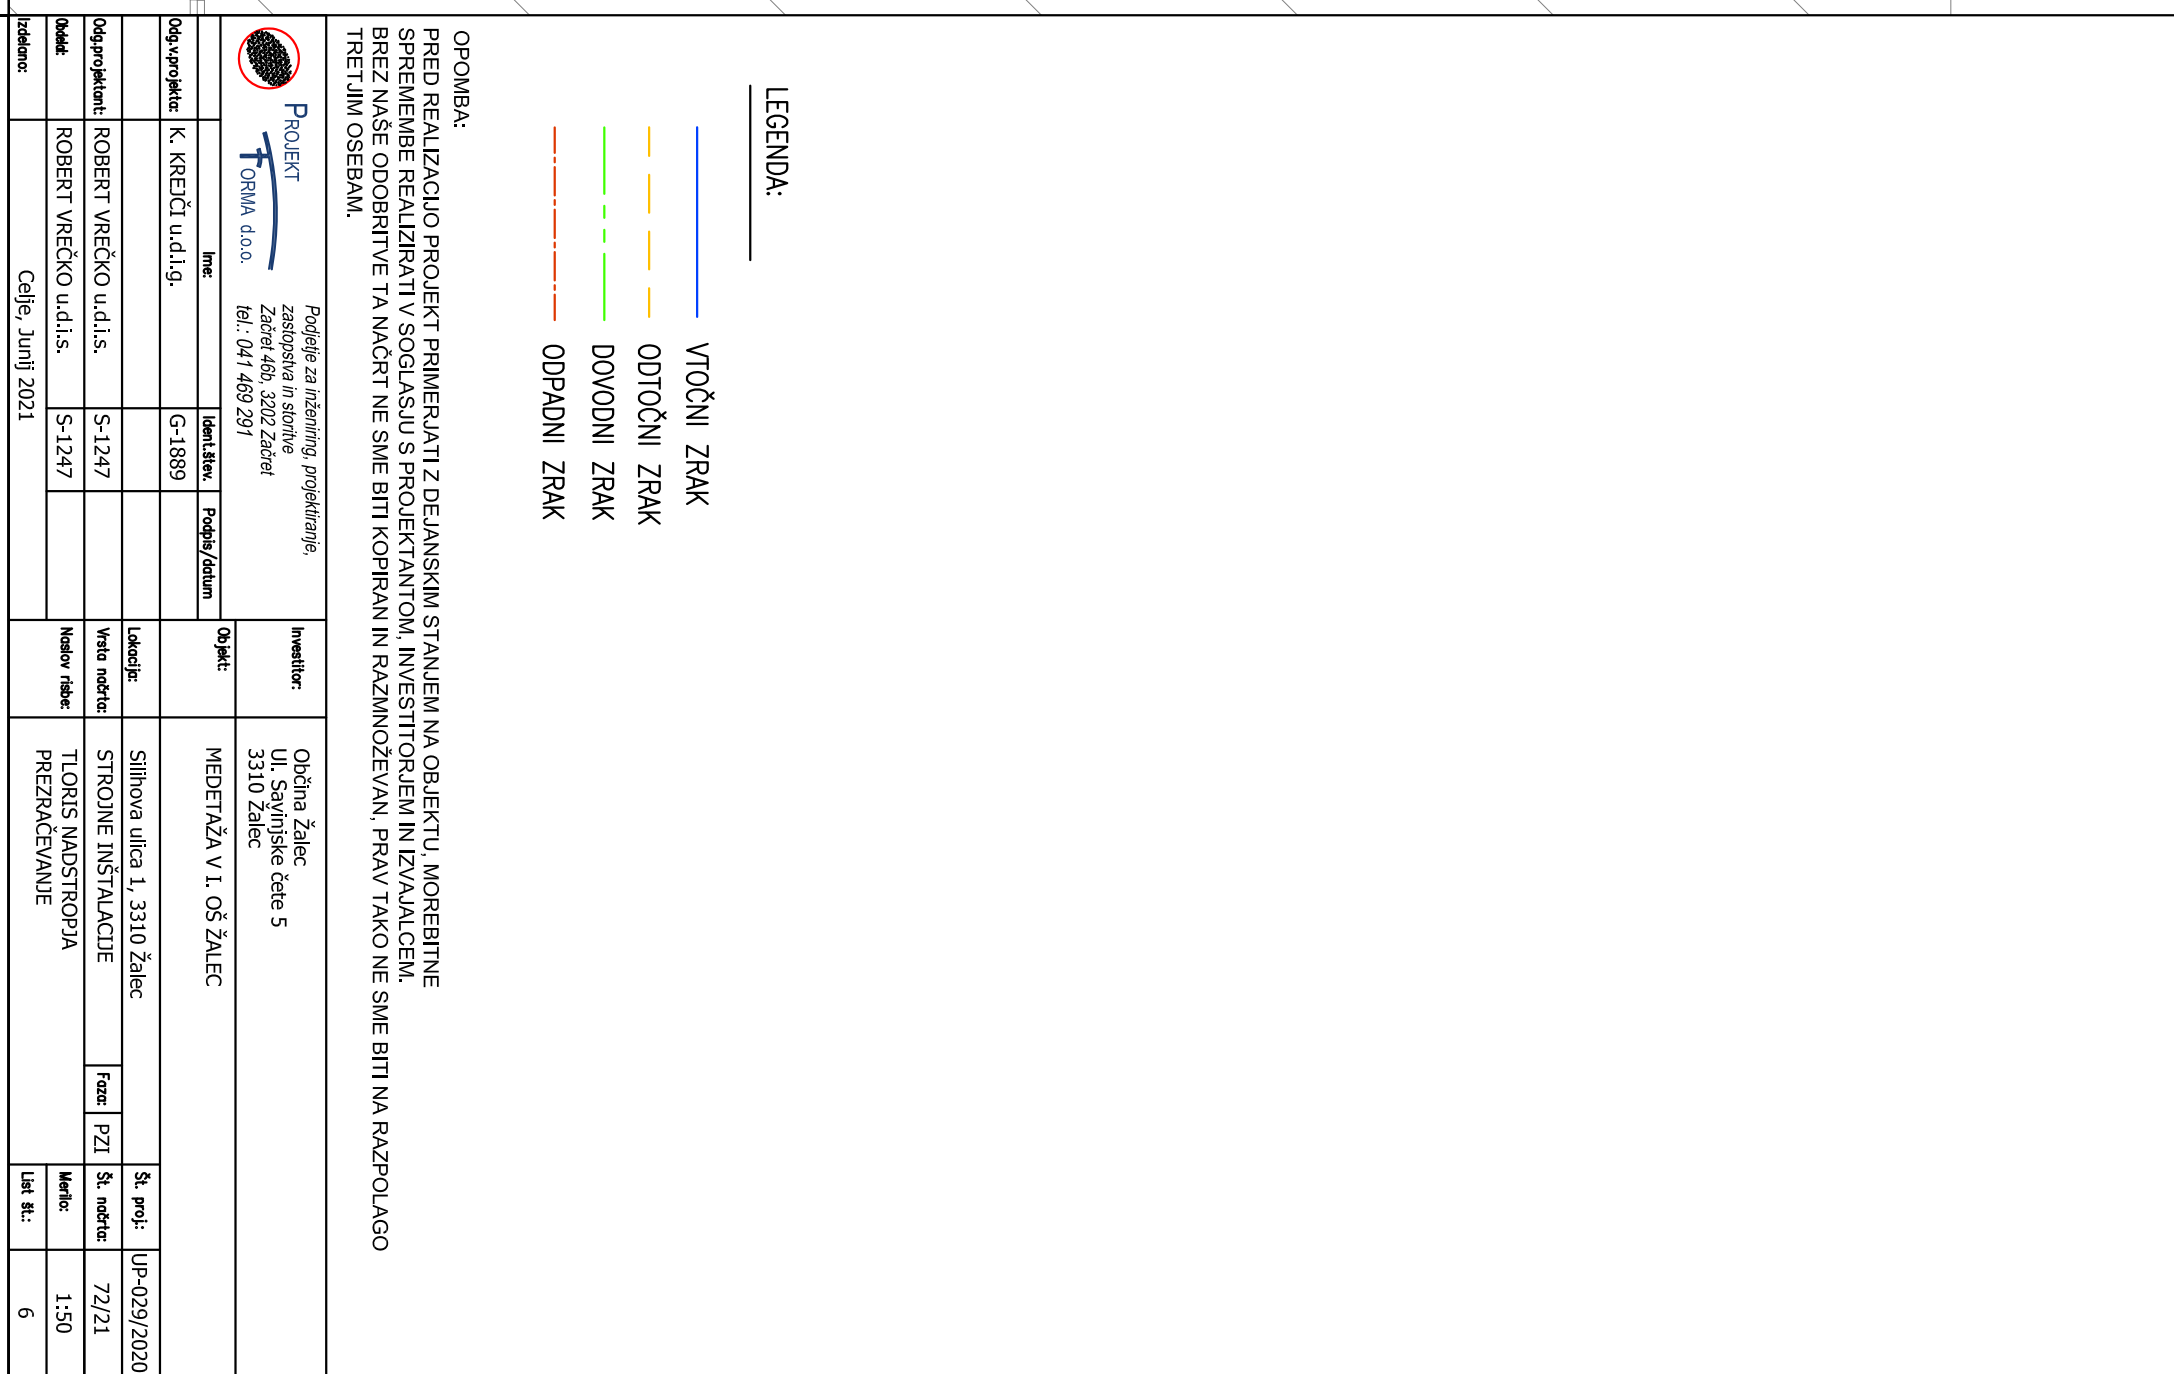 LEGENDA:
VTOČNI ZRAK
ODTOČNI ZRAK
DOVODNI ZRAK
ODPADNI ZRAK
OPOMBA:
PRED REALIZACIJO PROJEKT PRIMERJATI Z DEJANSKIM STANJEM NA OBJEKTU, MOREBITNE
SPREMEMBE REALIZIRATI V SOGLASJU S PROJEKTANTOM, INVESTITORJEM IN IZVAJALCEM.
BREZ NAŠE ODOBRITVE TA NAČRT NE SME BITI KOPIRAN IN RAZMNOŽEVAN, PRAV TAKO NE SME BITI NA RAZPOLAGO
TRETJIM OSEBAM.
PROJEKT
FORMA d.o.o.
Podjetje za inženiring, projektiranje,
zastopstva in storitve
Začret 46b, 3202 Začret
tel.: 041 469 291
Investitor:
Občina Žalec
Ul. Savinjske čete 5
3310 Žalec
Ime: Ident.štev. Podpis/datum
Objekt: MEDETAŽA V I. OŠ ŽALEC
Odg.v.projekta: K. KREJČI u.d.i.g. G-1889
Lokacija: Silihova ulica 1, 3310 Žalec Št. proj.: UP-029/2020
Odg.projektant: ROBERT VREČKO u.d.i.s. S-1247 Vrsta načrta: STROJNE INŠTALACIJE Faza: PZI Št. načrta: 72/21
Obdelal: ROBERT VREČKO u.d.i.s. S-1247 Naslov risbe: TLORIS NADSTROPJA Merilo: 1:50
PREZRAČEVANJE
Izdelano: Celje, Junij 2021 List št.: 6